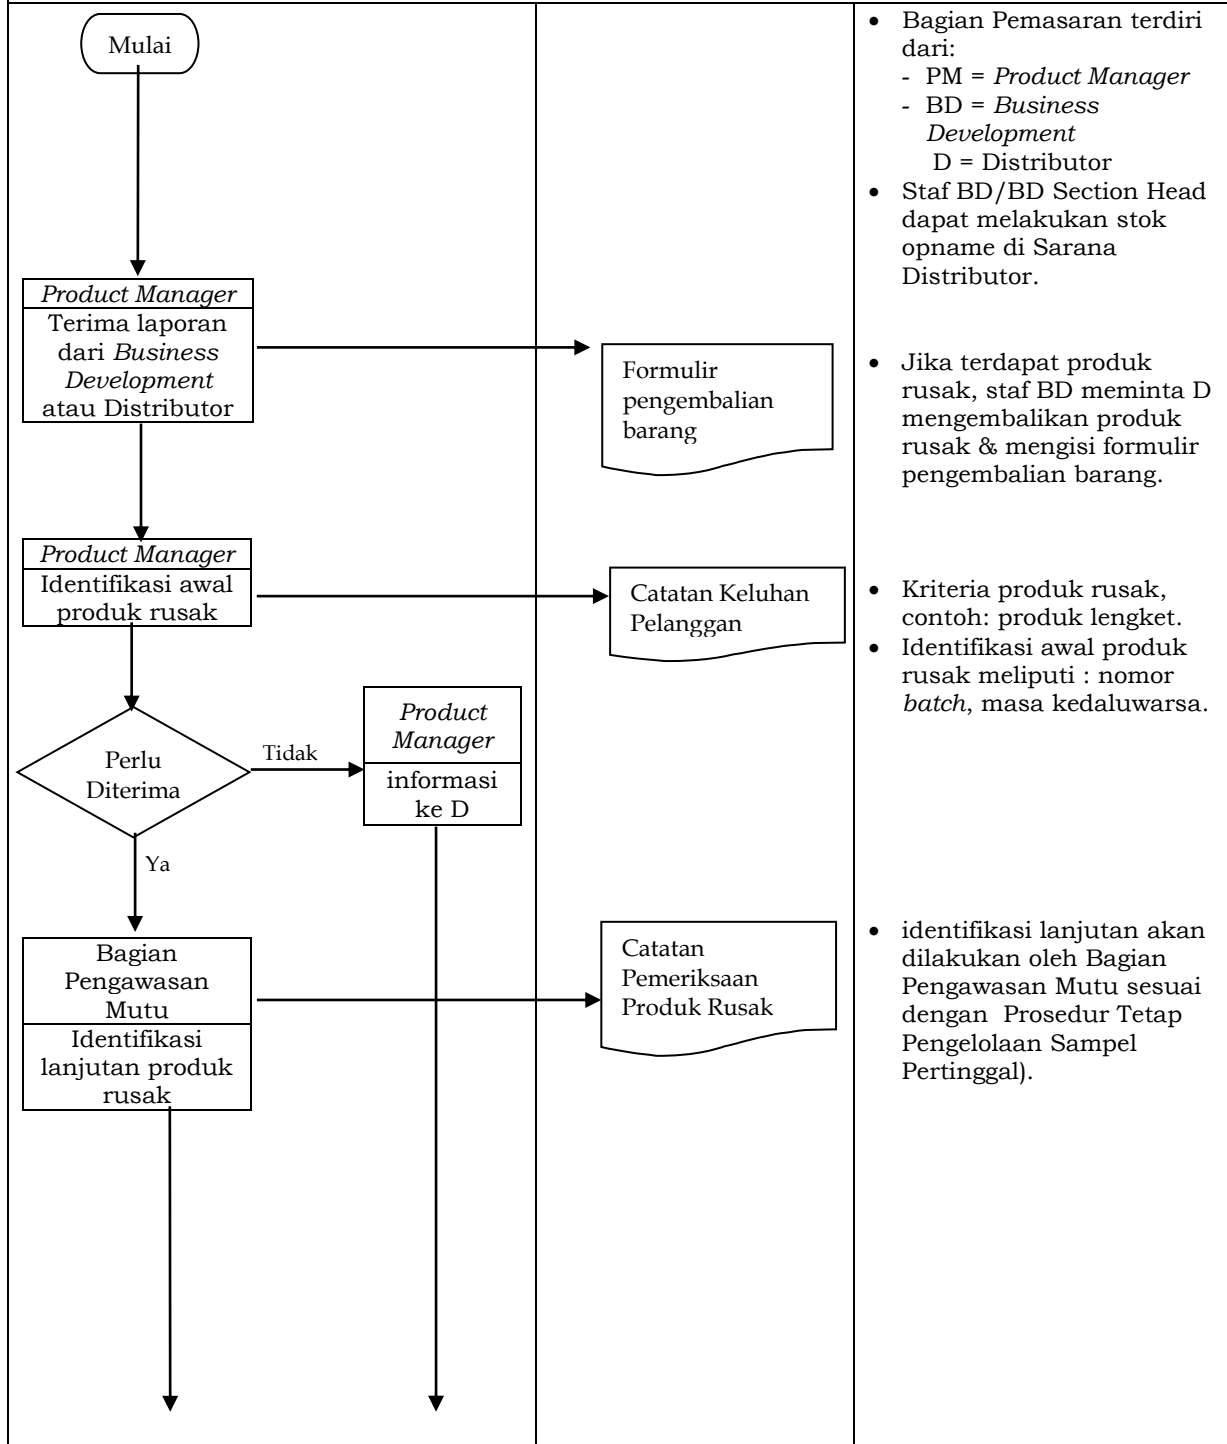 Mulai
Product Manager
Terima laporan
dari Business
Development
atau Distributor
Formulir
pengembalian
barang
Product Manager
Identifikasi awal
produk rusak
Catatan Keluhan
Pelanggan
Perlu
Diterima
Tidak
Product
Manager
informasi
ke D
Ya
Bagian
Pengawasan
Mutu
Identifikasi
lanjutan produk
rusak
Catatan
Pemeriksaan
Produk Rusak
• Bagian Pemasaran terdiri
dari:
- PM = Product Manager
- BD = Business
Development
D = Distributor
• Staf BD/BD Section Head
dapat melakukan stok
opname di Sarana
Distributor.
• Jika terdapat produk
rusak, staf BD meminta D
mengembalikan produk
rusak & mengisi formulir
pengembalian barang.
• Kriteria produk rusak,
contoh: produk lengket.
• Identifikasi awal produk
rusak meliputi : nomor
batch, masa kedaluwarsa.
• identifikasi lanjutan akan
dilakukan oleh Bagian
Pengawasan Mutu sesuai
dengan Prosedur Tetap
Pengelolaan Sampel
Pertinggal).